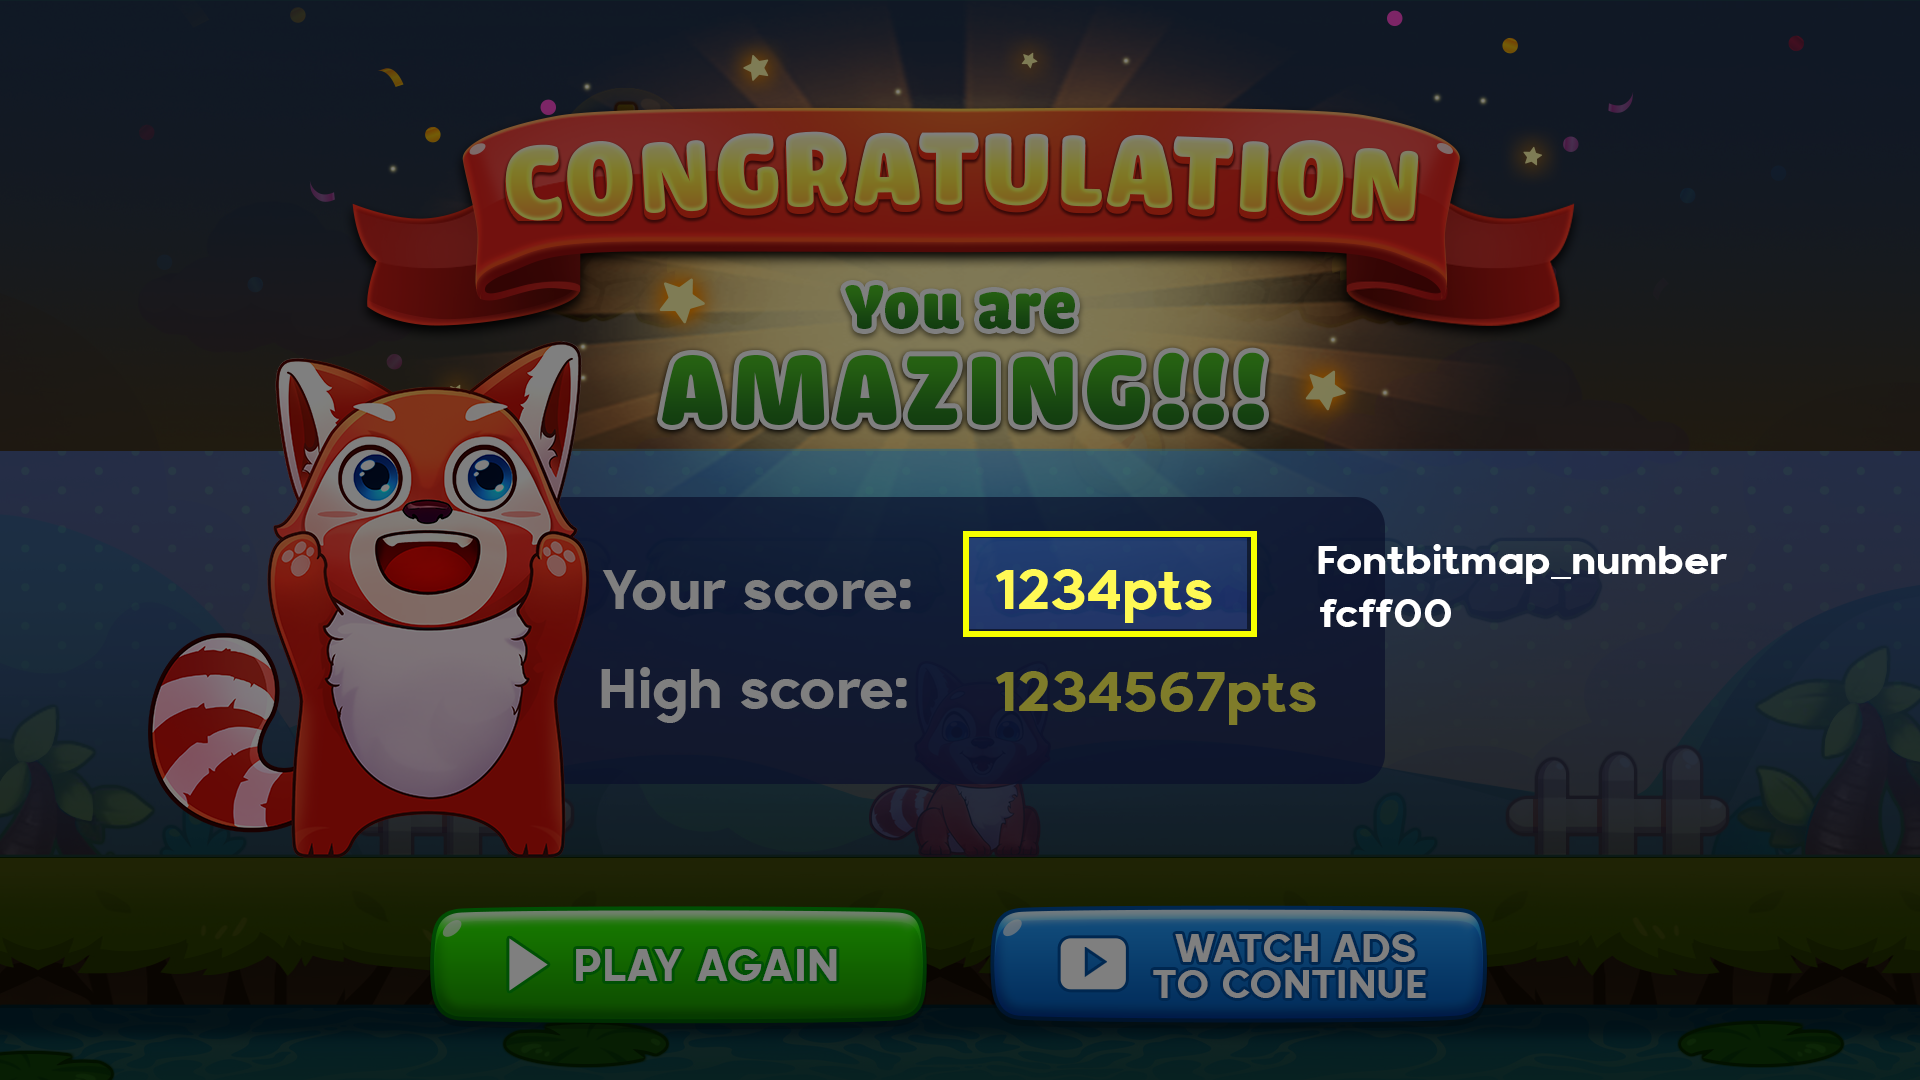 CONGRATULATION
You are
AMAZING!!!
Your score: 1234pts
Fontbitmap_number
fcff00
High score: 1234567pts
PLAY AGAIN
WATCH ADS
TO CONTINUE